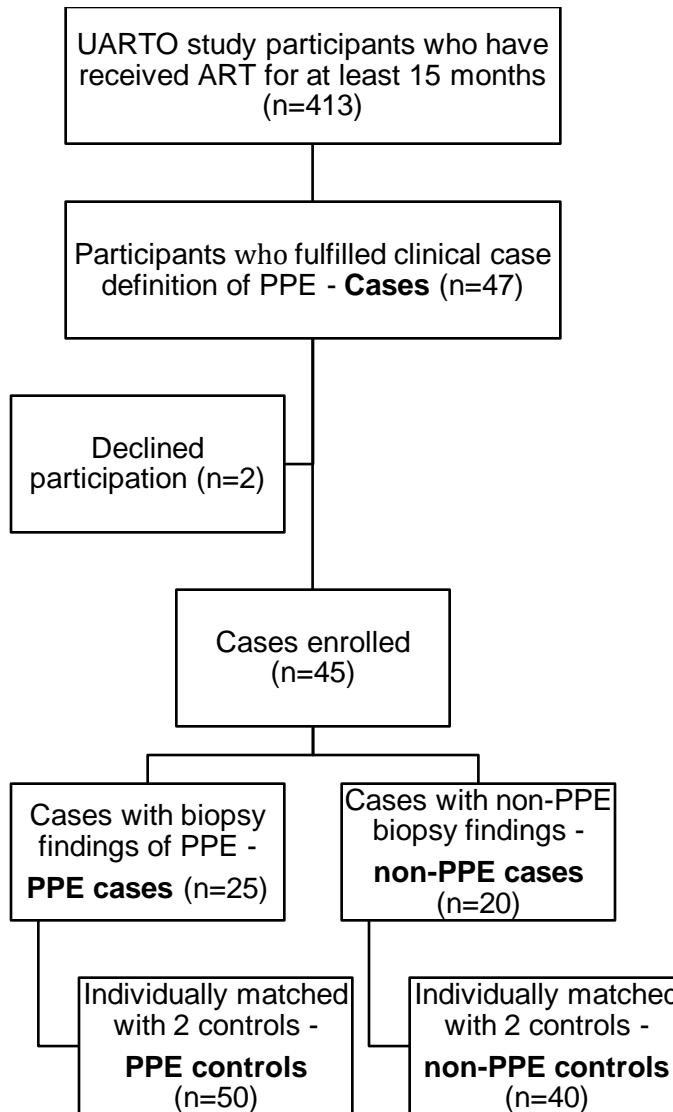 UARTO study participants who have
received ART for at least 15 months
(n=413)
Participants who fulfilled clinical case
definition of PPE - Cases (n=47)
Declined
participation (n=2)
Cases enrolled
(n=45)
Cases with biopsy
findings of PPE -
PPE cases (n=25)
Cases with non-PPE
biopsy findings -
non-PPE cases
(n=20)
Individually matched
with 2 controls -
PPE controls
(n=50)
Individually matched
with 2 controls -
non-PPE controls
(n=40)